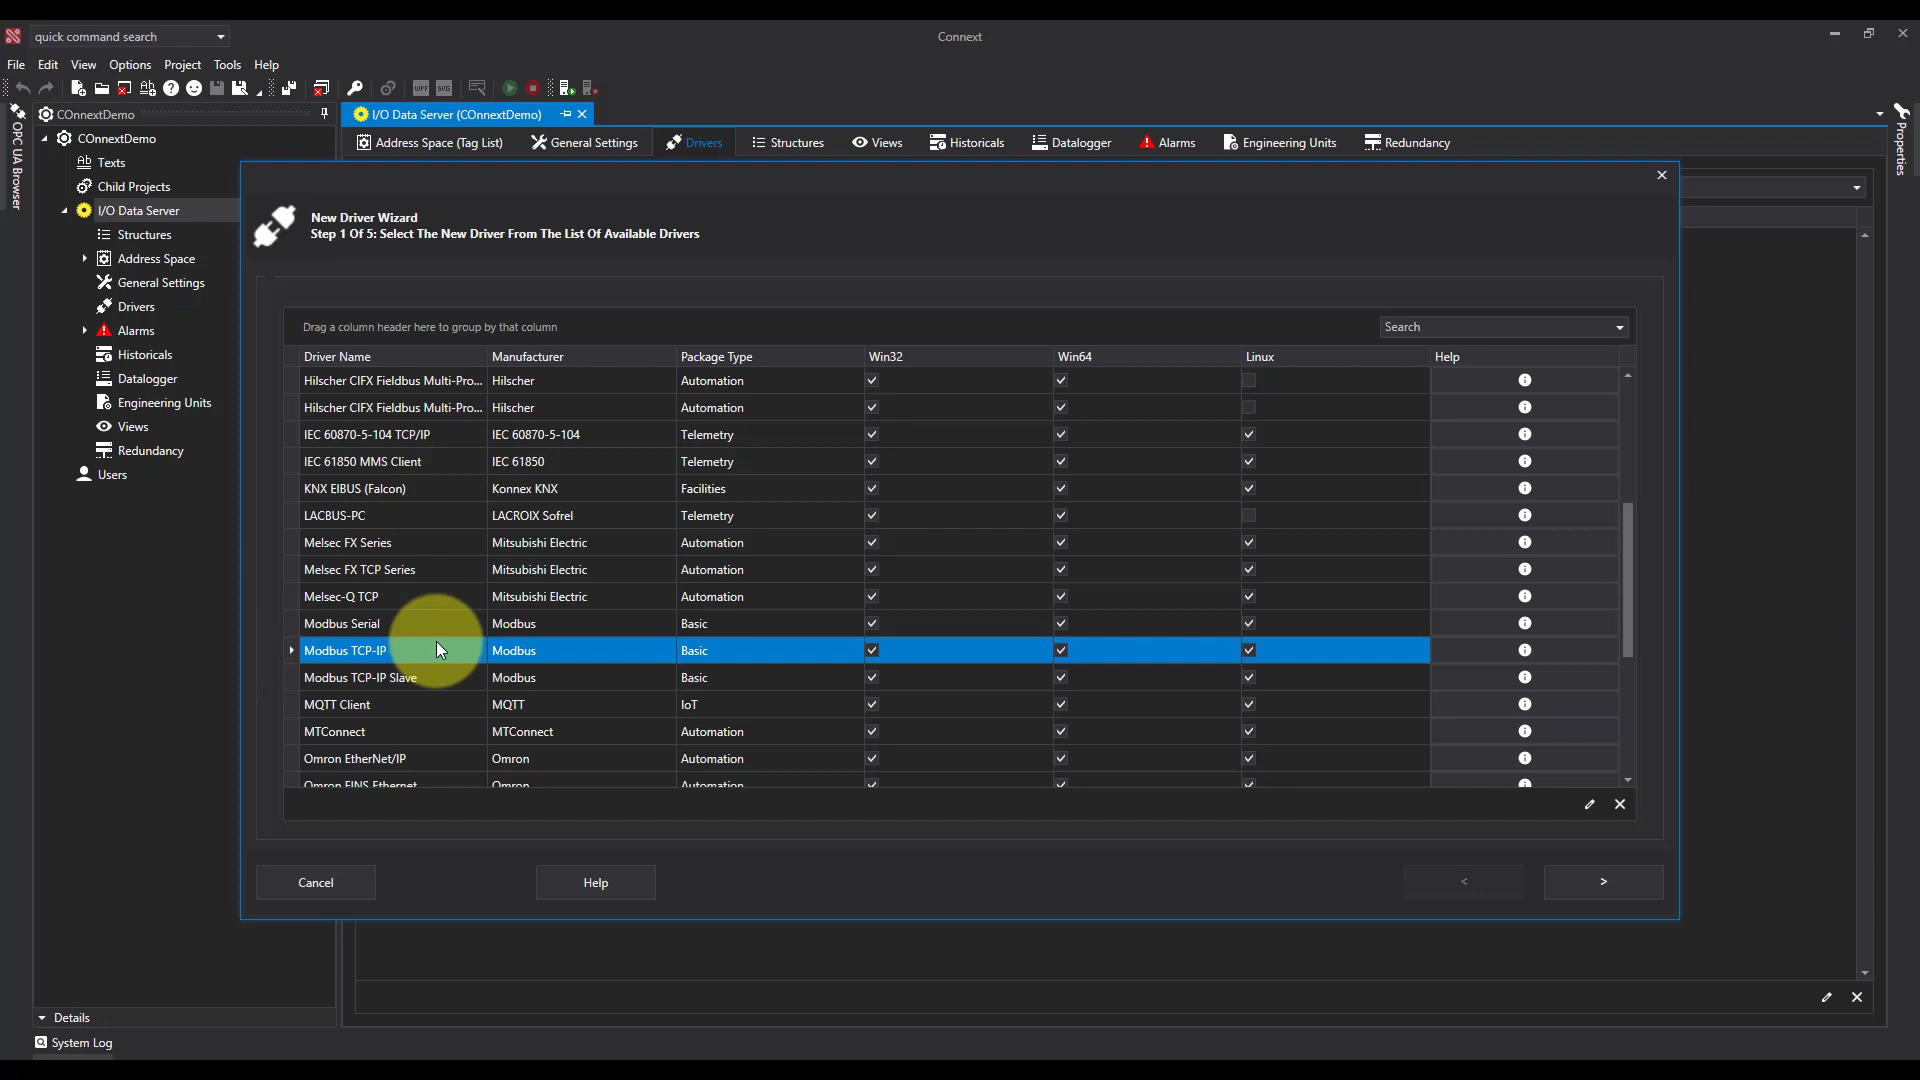 quick command search
Connext
File Edit View Options Project Tools Help
WPF SVG
COnnextDemo
I/O Data Server (COnnextDemo)
OPC UA Browser
Properties
COnnextDemo
Texts
Child Projects
I/O Data Server
Structures
Address Space
General Settings
Drivers
Alarms
Historicals
Datalogger
Engineering Units
Views
Redundancy
Users
Address Space (Tag List) General Settings Drivers Structures Views Historicals Datalogger Alarms Engineering Units Redundancy
New Driver Wizard
Step 1 Of 5: Select The New Driver From The List Of Available Drivers
Drag a column header here to group by that column
Search
Driver Name Manufacturer Package Type Win32 Win64 Linux Help
Hilscher CIFX Fieldbus Multi-Pro... Hilscher Automation
Hilscher CIFX Fieldbus Multi-Pro... Hilscher Automation
IEC 60870-5-104 TCP/IP IEC 60870-5-104 Telemetry
IEC 61850 MMS Client IEC 61850 Telemetry
KNX EIBUS (Falcon) Konnex KNX Facilities
LACBUS-PC LACROIX Sofrel Telemetry
Melsec FX Series Mitsubishi Electric Automation
Melsec FX TCP Series Mitsubishi Electric Automation
Melsec-Q TCP Mitsubishi Electric Automation
Modbus Serial Modbus Basic
Modbus TCP-IP Modbus Basic
Modbus TCP-IP Slave Modbus Basic
MQTT Client MQTT IoT
MTConnect MTConnect Automation
Omron EtherNet/IP Omron Automation
Omron FINS Ethernet Omron Automation
Cancel
Help
<
>
Details
System Log